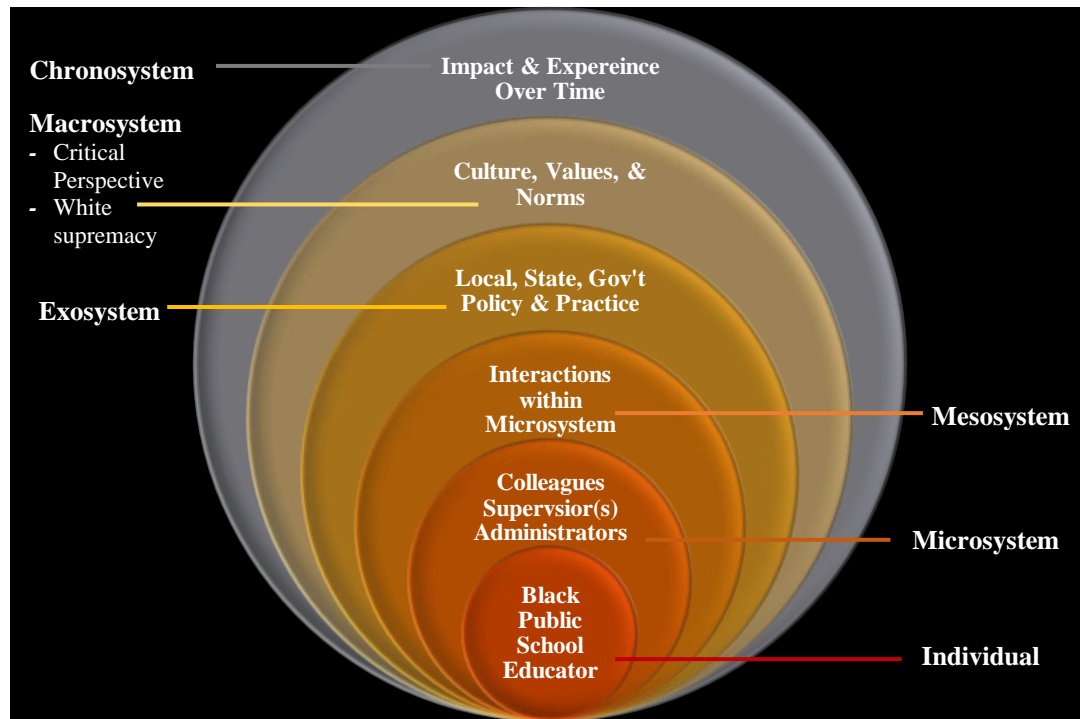 Chronosystem
Impact & Expereince
Over Time
Macrosystem
- Critical
Perspective
- White
supremacy
Culture, Values, &
Norms
Exosystem
Local, State, Gov't
Policy & Practice
Interactions
within
Microsystem
Mesosystem
Colleagues
Supervsior(s)
Administrators
Microsystem
Black
Public
School
Educator
Individual